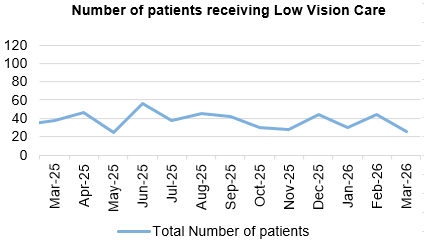 Number of patients receiving Low Vision Care
120
100
80
60
40
20
0
Mar-25
Apr-25
May-25
Jun-25
Jul-25
Aug-25
Sep-25
Oct-25
Nov-25
Dec-25
Jan-26
Feb-26
Mar-26
Total Number of patients